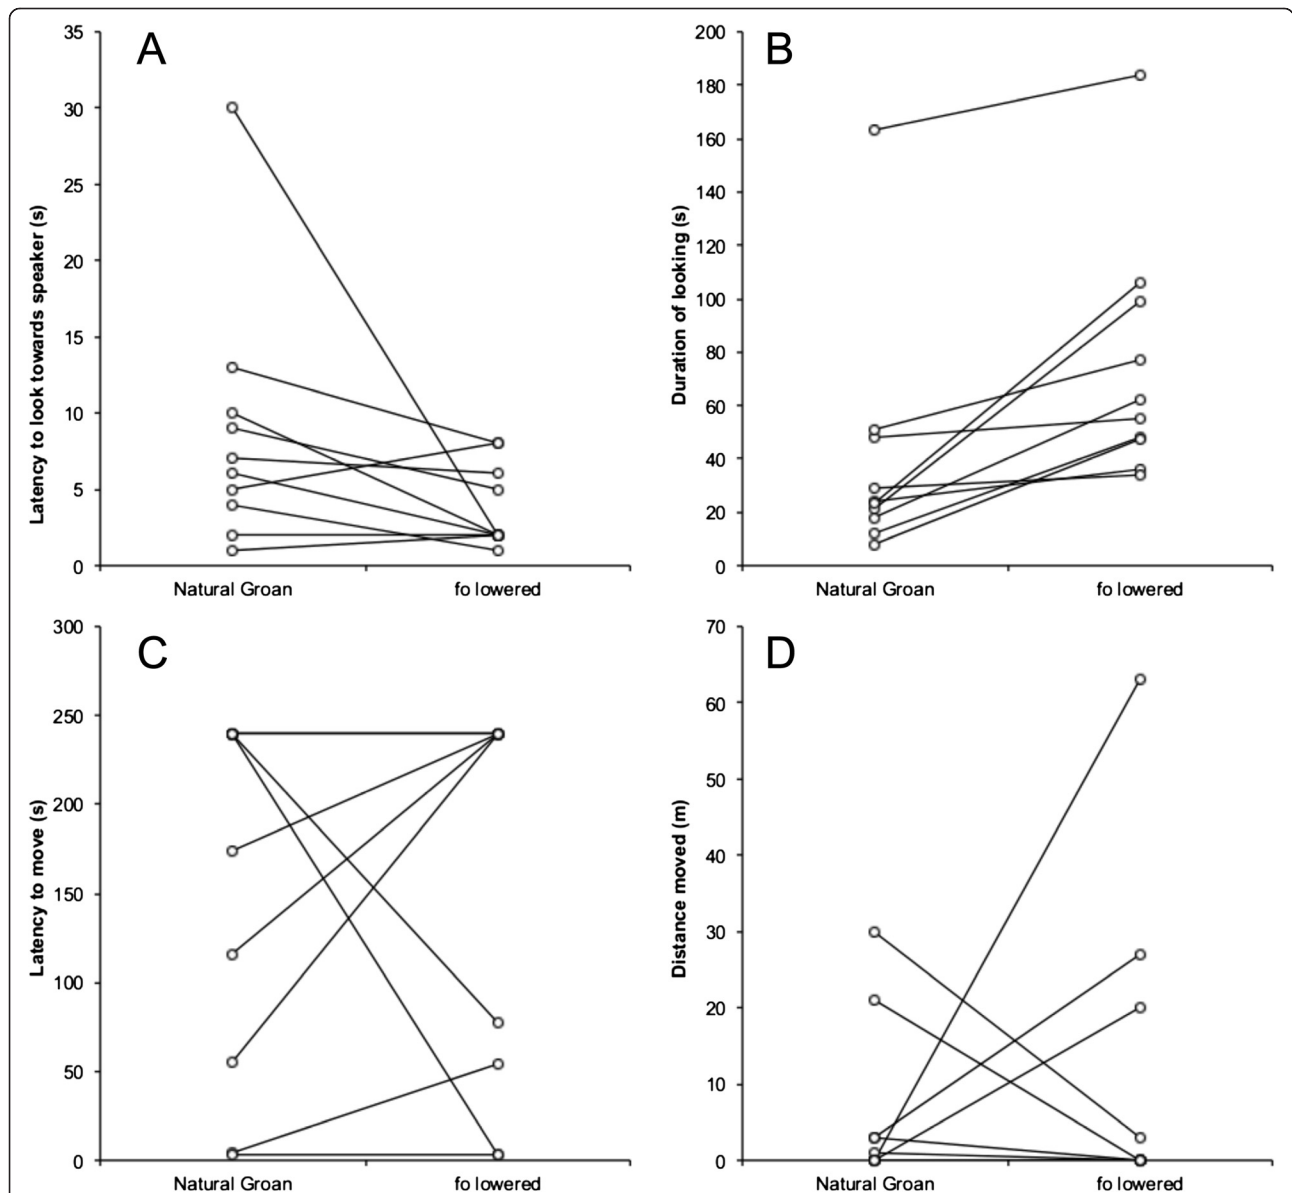 A
35
30
25
20
15
10
5
0
Latency to look towards speaker (s)
Natural Groan
fo lowered
B
200
180
160
140
120
100
80
60
40
20
0
Duration of looking (s)
Natural Groan
fo lowered
C
300
250
200
150
100
50
0
Latency to move (s)
Natural Groan
fo lowered
D
70
60
50
40
30
20
10
0
Distance moved (m)
Natural Groan
fo lowered